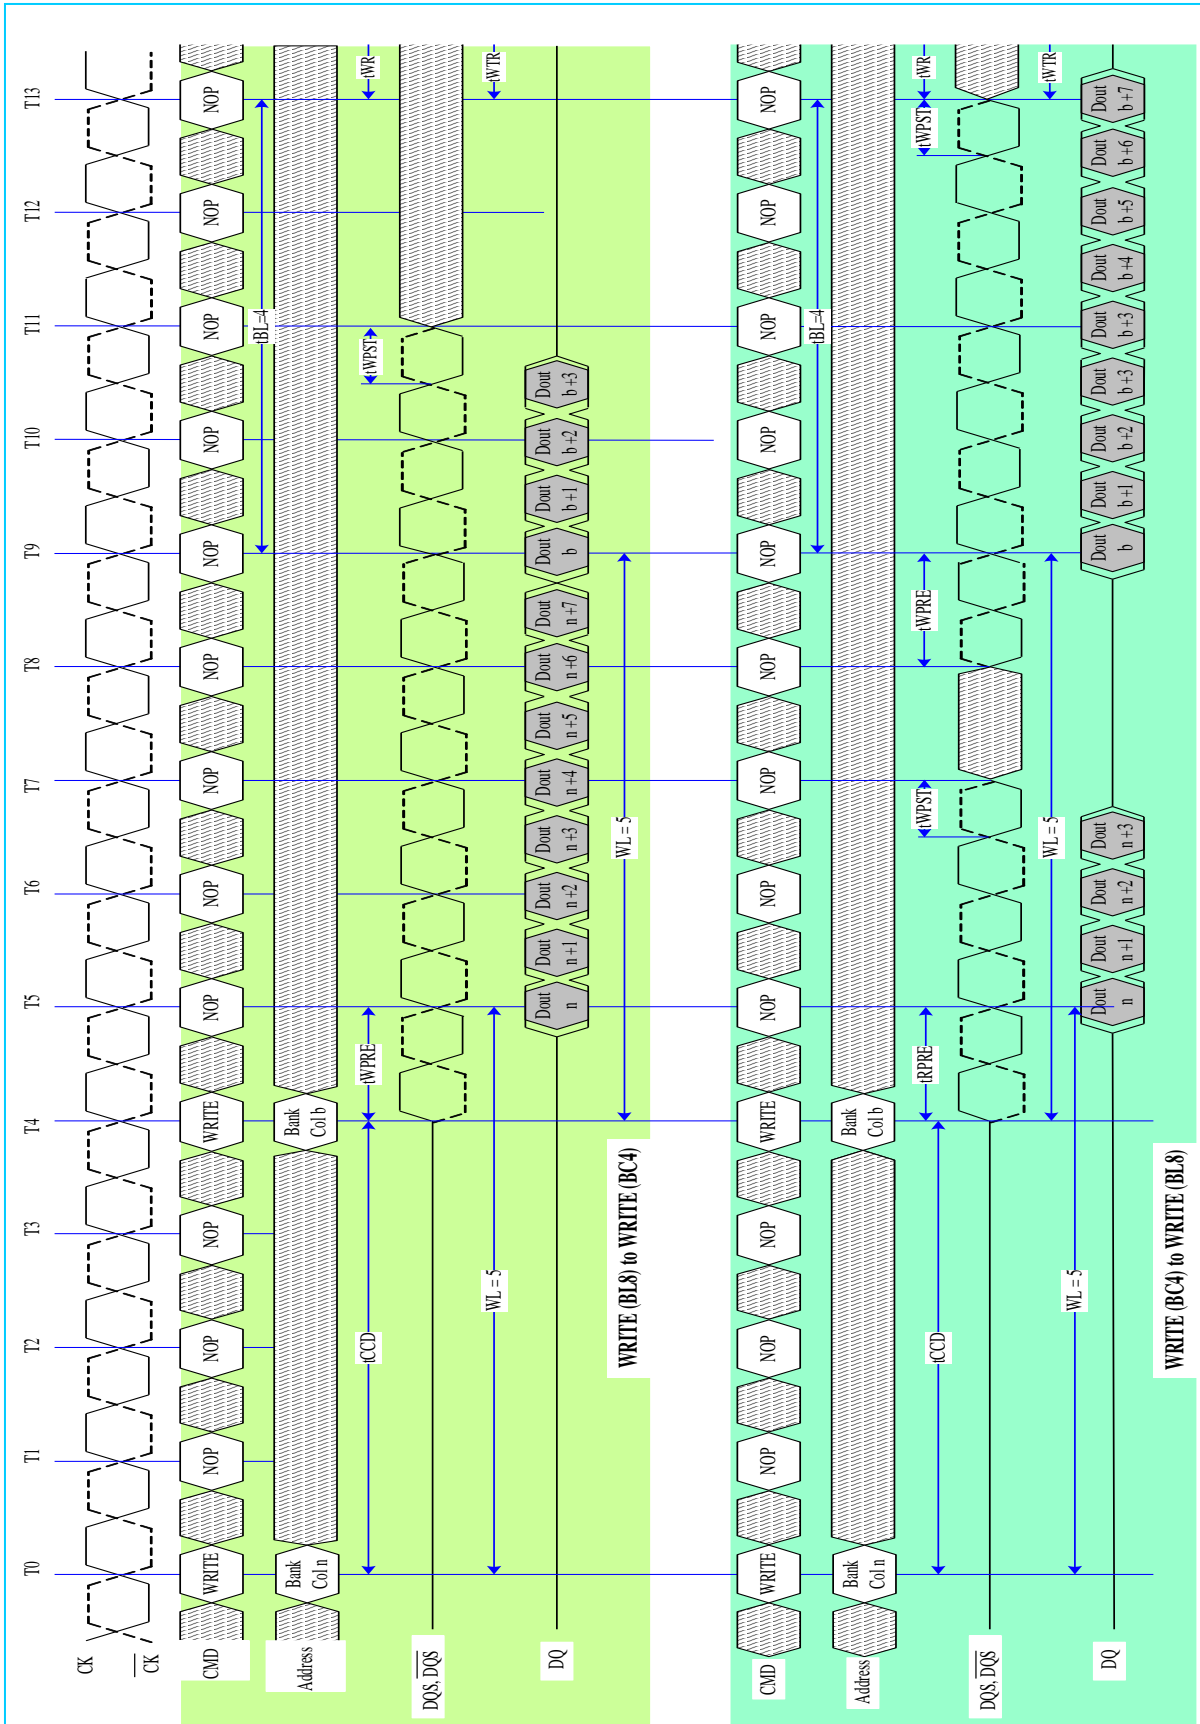 T0 T1 T2 T3 T4 T5 T6 T7 T8 T9 T10 T11 T12 T13
CK
CK
CMD WRITE NOP NOP NOP WRITE NOP NOP NOP NOP NOP NOP NOP NOP NOP
tBL=4
Address
Bank
Col n
Bank
Col b
tCCD tWPRE tWPST tWR
DQS, DQS
WL = 5 tWTR
DQ
Dout
n
Dout
n+1
Dout
n+2
Dout
n+3
Dout
n+4
Dout
n+5
Dout
n+6
Dout
n+7
Dout
b
Dout
b+1
Dout
b+2
Dout
b+3
WL = 5
WRITE (BL8) to WRITE (BC4)
CMD WRITE NOP NOP NOP WRITE NOP NOP NOP NOP NOP NOP NOP NOP NOP
tBL=4
Address
Bank
Col n
Bank
Col b
tCCD tRPRE tWPST tWPRE tWPST tWR
DQS, DQS
WL = 5 tWTR
WL = 5
DQ
Dout
n
Dout
n+1
Dout
n+2
Dout
n+3
Dout
b
Dout
b+1
Dout
b+2
Dout
b+3
Dout
b+3
Dout
b+4
Dout
b+5
Dout
b+6
Dout
b+7
WRITE (BC4) to WRITE (BL8)